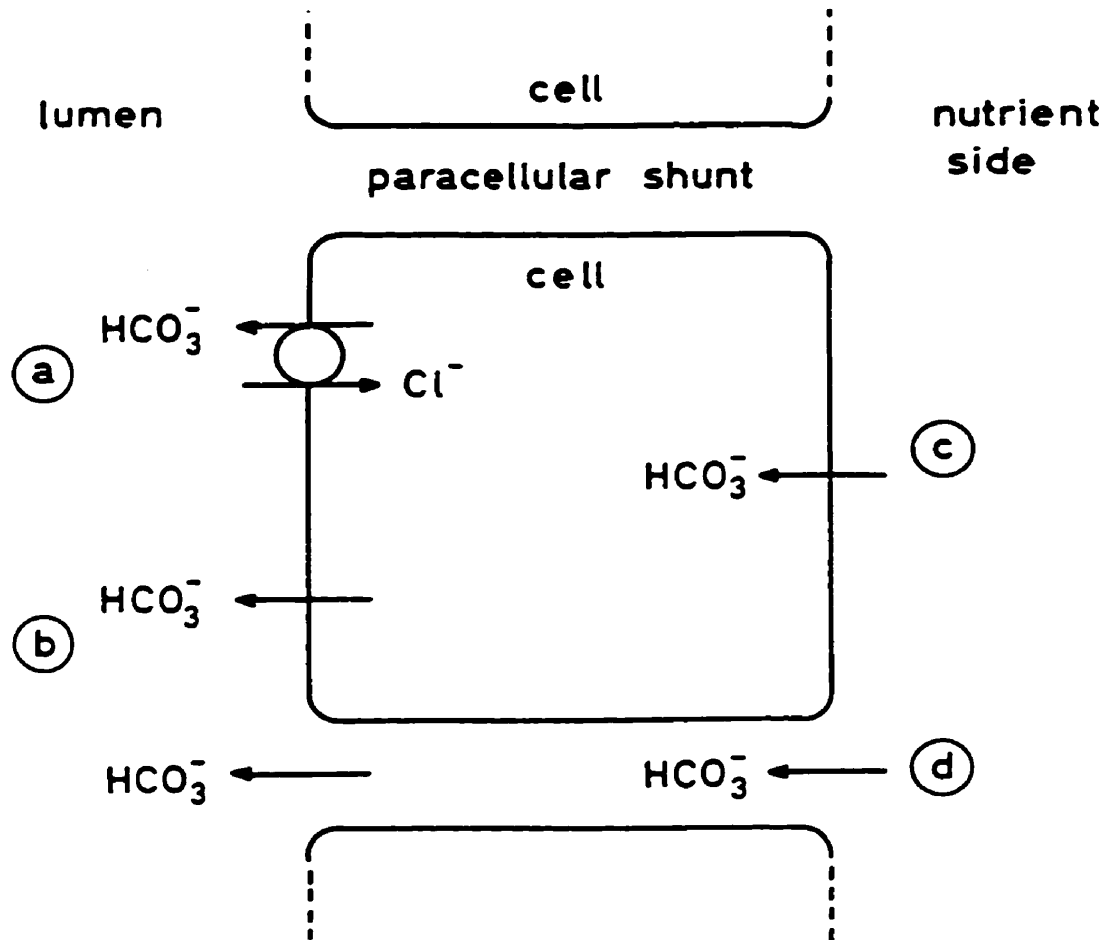 cell
lumen
nutrient
side
paracellular shunt
cell
HCO₃⁻
a
Cl⁻
c
HCO₃⁻
HCO₃⁻
b
HCO₃⁻
HCO₃⁻
d